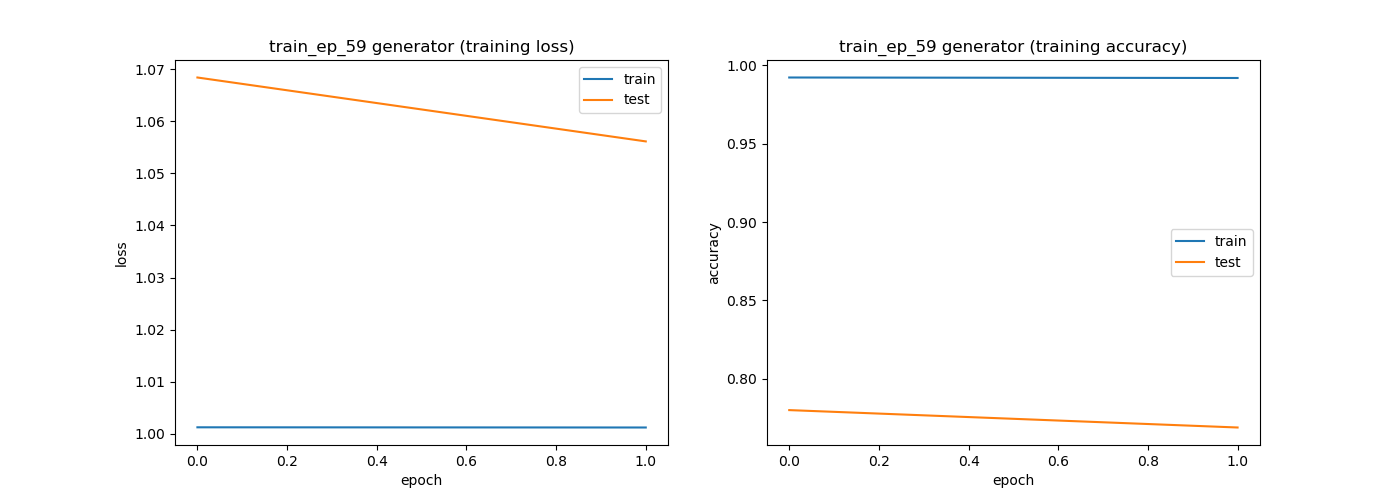 train_ep_59 generator (training loss)
1.07
1.06
1.05
1.04
1.03
1.02
1.01
1.00
loss
0.0 0.2 0.4 0.6 0.8 1.0
epoch
train
test
train_ep_59 generator (training accuracy)
1.00
0.95
0.90
0.85
0.80
accuracy
0.0 0.2 0.4 0.6 0.8 1.0
epoch
train
test